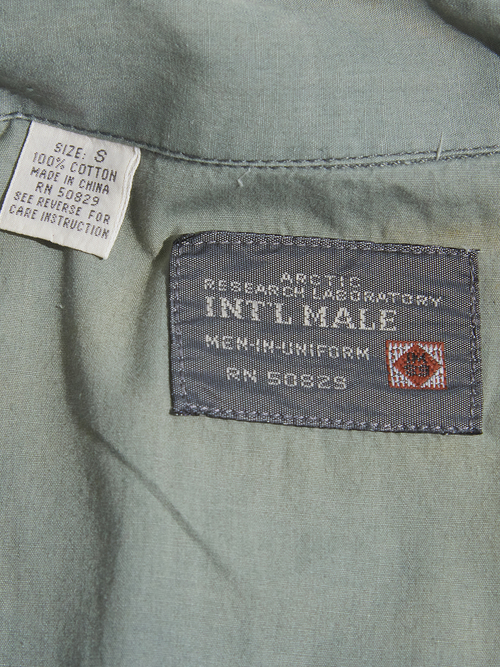 SIZE: S
100% COTTON
MADE IN CHINA
RN 50829
SEE REVERSE FOR
CARE INSTRUCTION
ARCTIC
RESEARCH LABORATORY
INT'L MALE
MEN-IN-UNIFORM
RN 50829